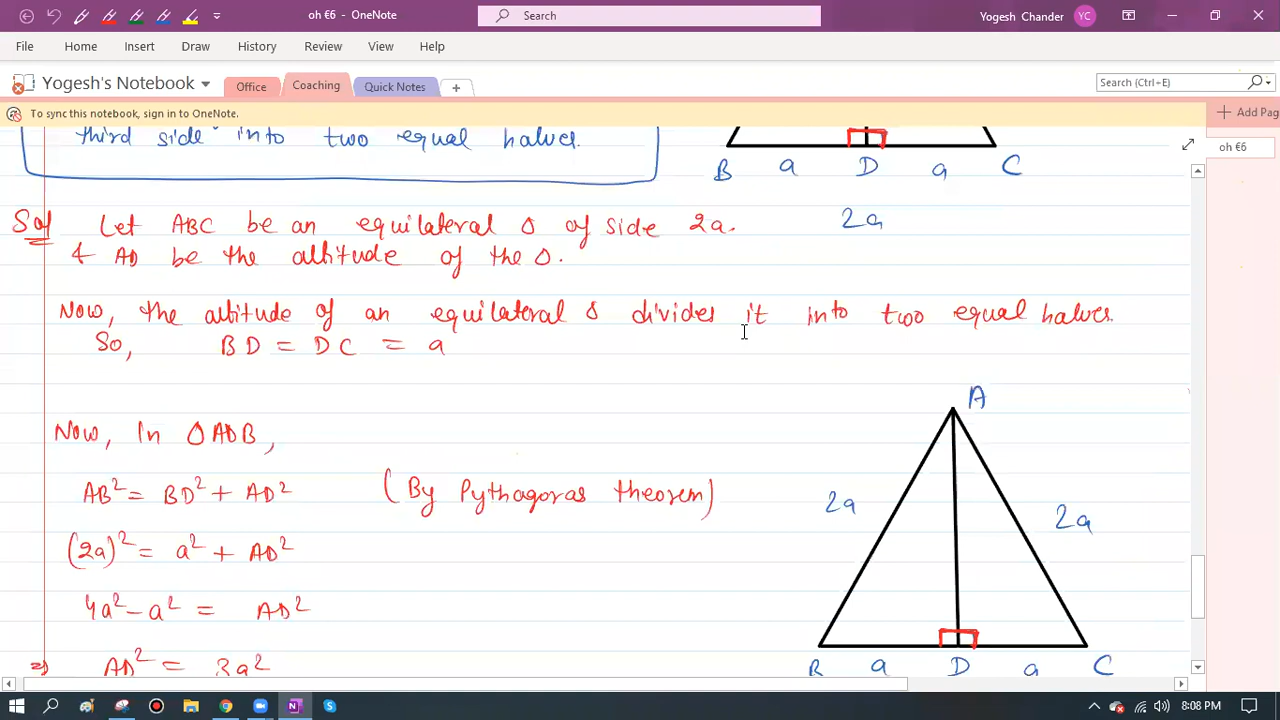 oh €6 - OneNote
Search
Yogesh Chander
YC
File Home Insert Draw History Review View Help
Yogesh's Notebook
Office
Coaching
Quick Notes
Search (Ctrl+E)
To sync this notebook, sign in to OneNote.
Add Pag
oh €6
third side into two equal halves.
B a D a C
2a
Sol Let ABC be an equilateral Δ of side 2a.
& AD be the altitude of the Δ.
Now, the altitude of an equilateral Δ divides it into two equal halves.
So, BD = DC = a
A
Now, In ΔADB,
AB² = BD² + AD² (By Pythagoras theorem)
2a
2a
(2a)² = a² + AD²
4a² - a² = AD²
⇒ AD² = 3a²
B a D a C
8:08 PM